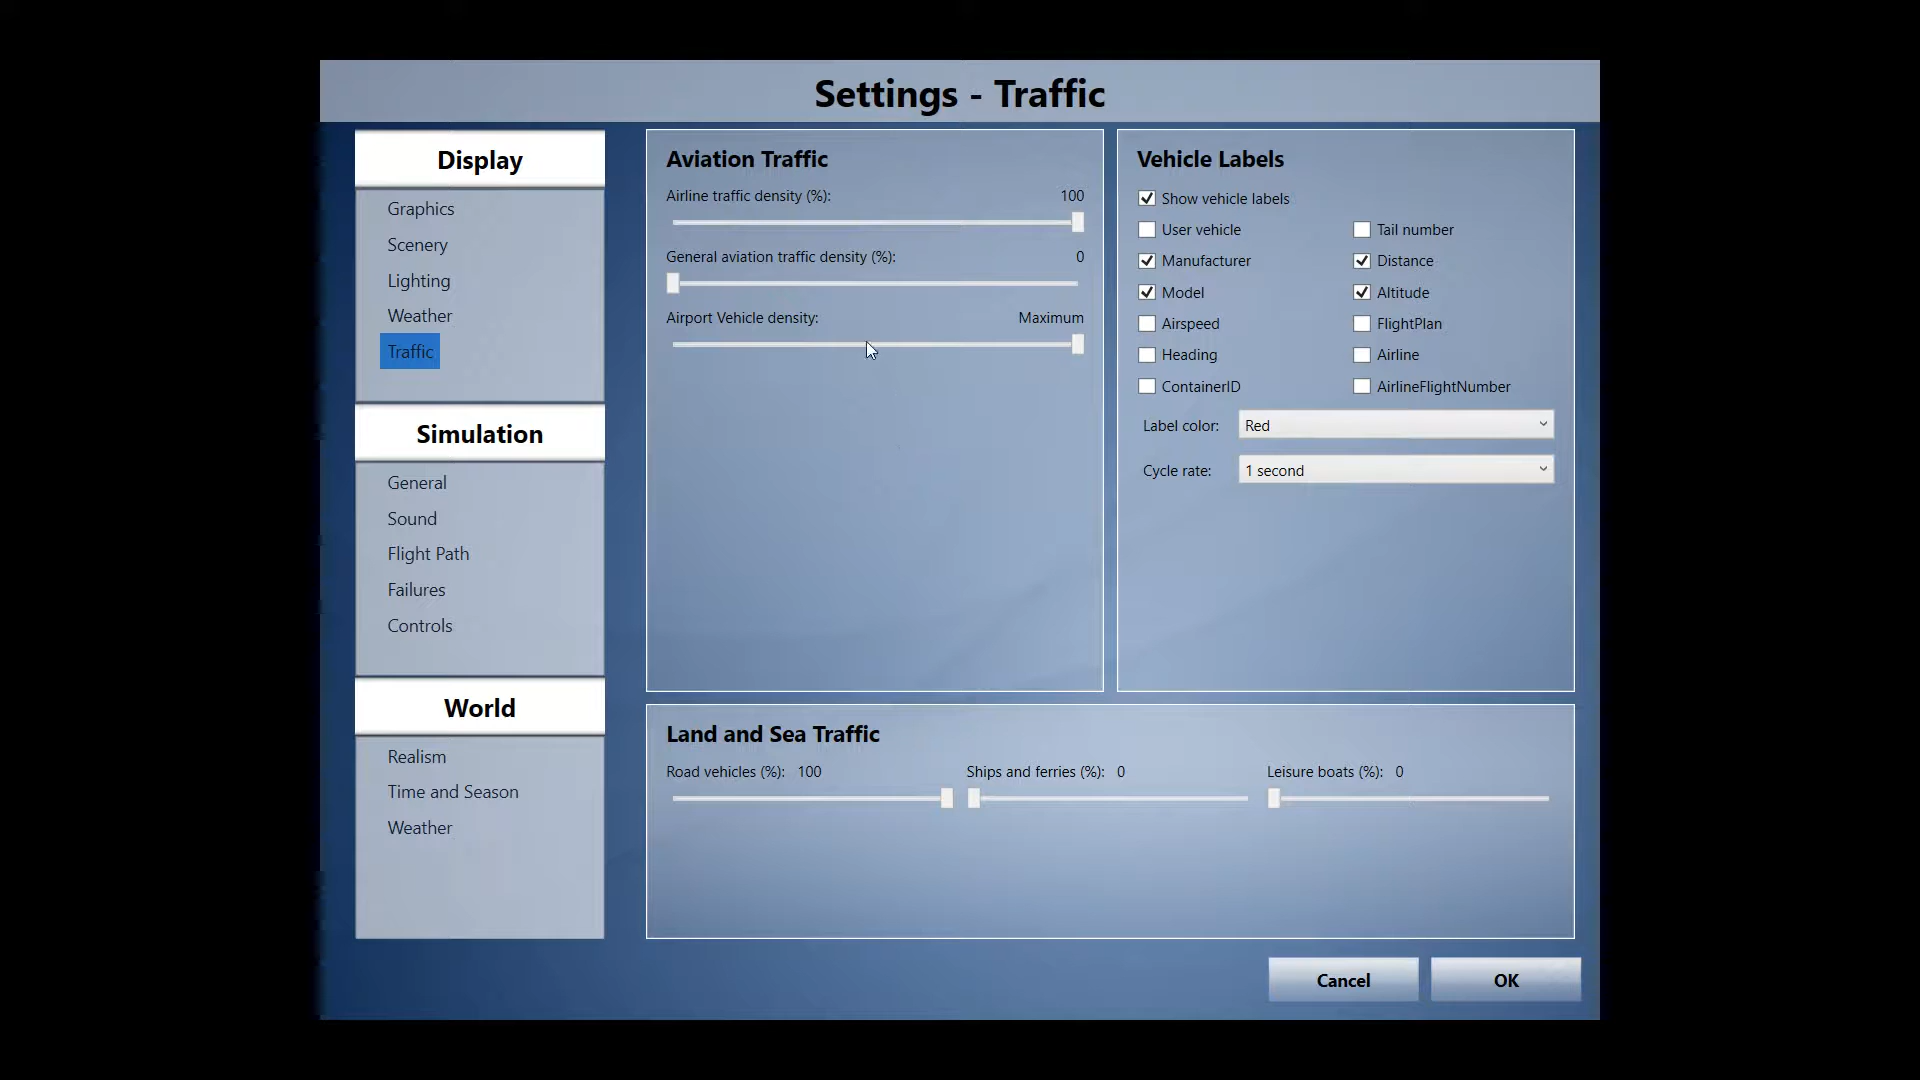 Settings - Traffic
Display
Graphics
Scenery
Lighting
Weather
Traffic
Simulation
General
Sound
Flight Path
Failures
Controls
World
Realism
Time and Season
Weather
Aviation Traffic
Airline traffic density (%): 100
General aviation traffic density (%): 0
Airport Vehicle density: Maximum
Vehicle Labels
Show vehicle labels
User vehicle Tail number
Manufacturer Distance
Model Altitude
Airspeed FlightPlan
Heading Airline
ContainerID AirlineFlightNumber
Label color: Red
Cycle rate: 1 second
Land and Sea Traffic
Road vehicles (%): 100 Ships and ferries (%): 0 Leisure boats (%): 0
Cancel OK